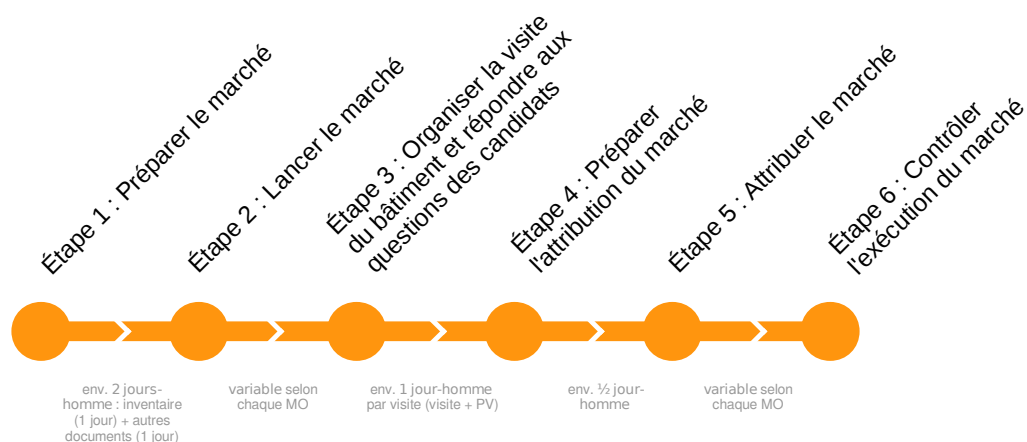 Étape 1 : Préparer le marché
Étape 2 : Lancer le marché
Étape 3 : Organiser la visite
du bâtiment et répondre aux
questions des candidats
Étape 4 : Préparer
l'attribution du marché
Étape 5 : Attribuer le marché
Étape 6 : Contrôler
l'exécution du marché
env. 2 jours-
homme : inventaire
(1 jour) + autres
documents (1 jour)
variable selon
chaque MO
env. 1 jour-homme
par visite (visite + PV)
env. ½ jour-
homme
variable selon
chaque MO